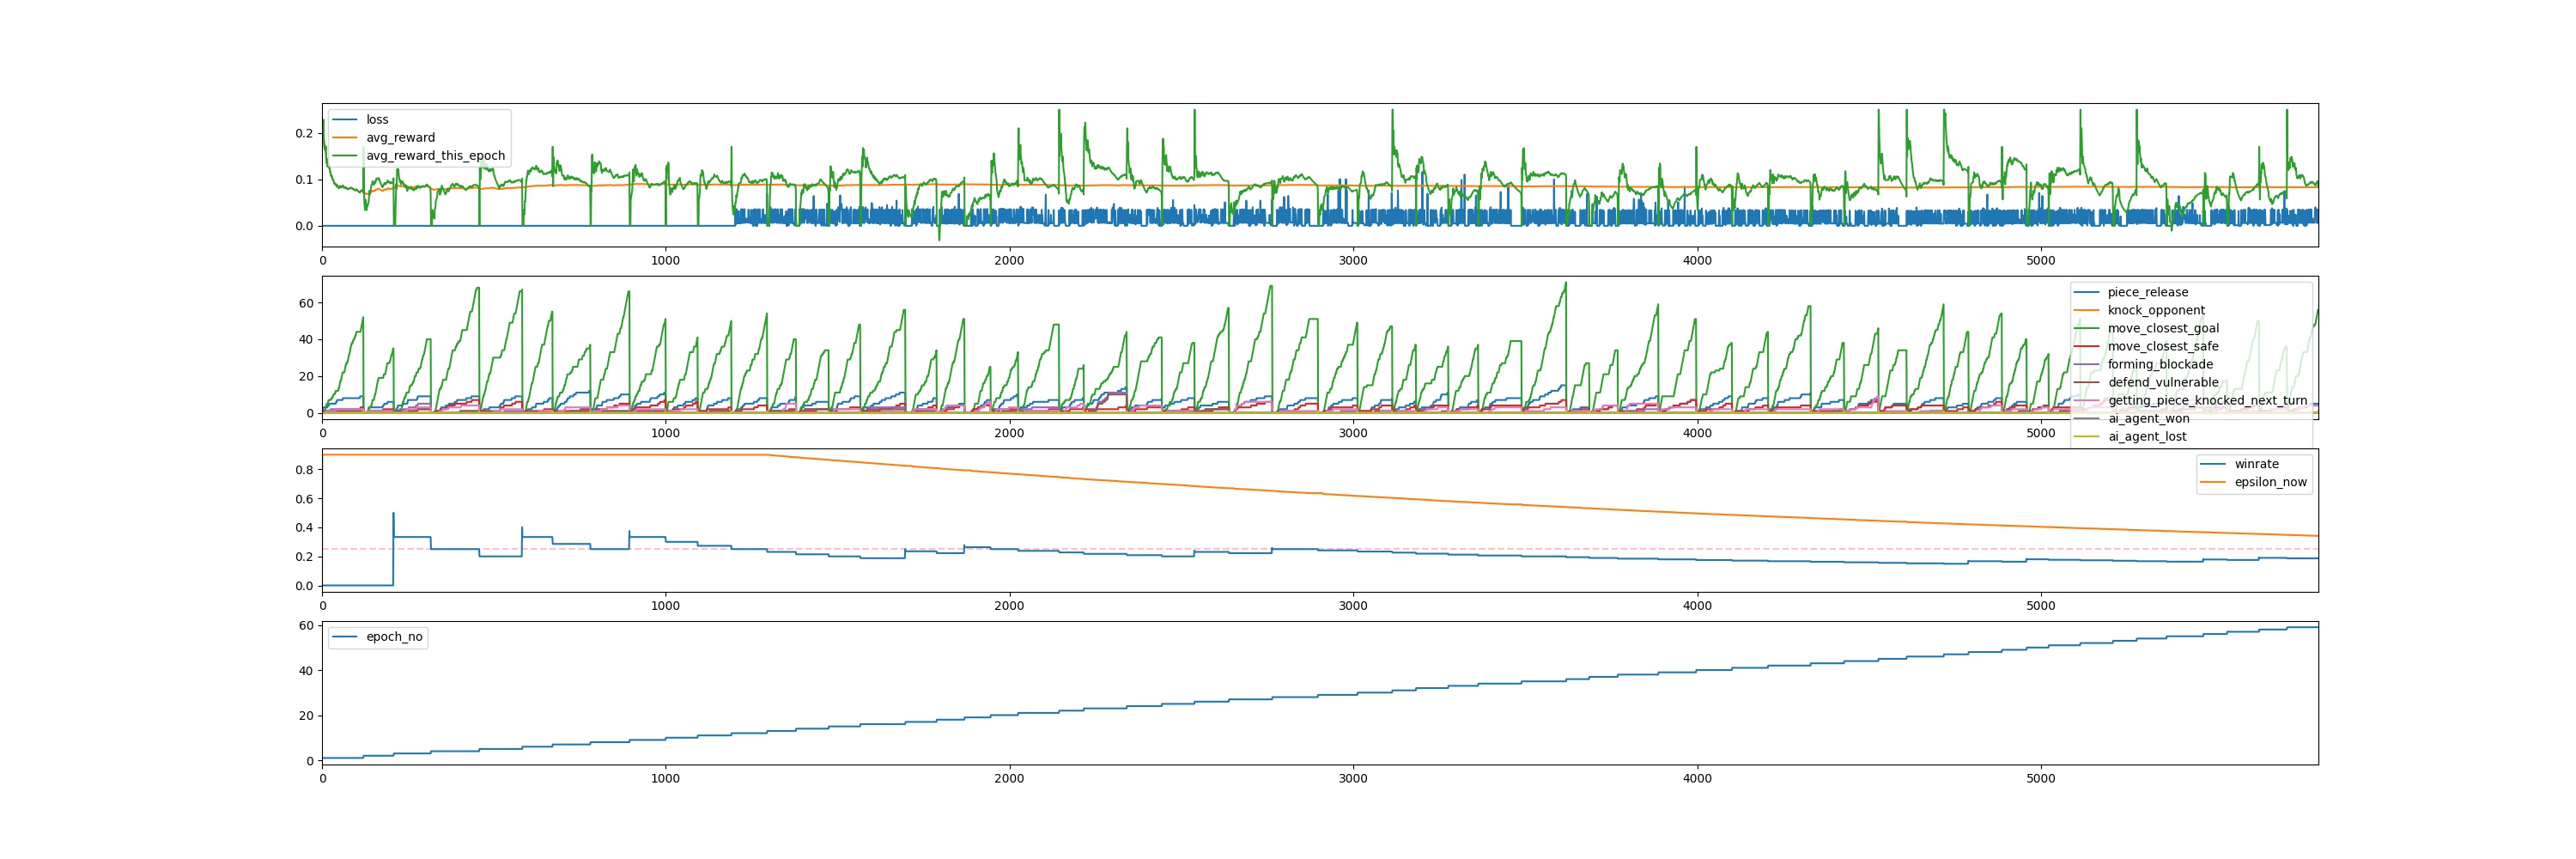 loss
avg_reward
avg_reward_this_epoch
0.2
0.1
0.0
0 1000 2000 3000 4000 5000
piece_release
knock_opponent
move_closest_goal
move_closest_safe
forming_blockade
defend_vulnerable
getting_piece_knocked_next_turn
ai_agent_won
ai_agent_lost
60
40
20
0
0 1000 2000 3000 4000 5000
winrate
epsilon_now
0.8
0.6
0.4
0.2
0.0
0 1000 2000 3000 4000 5000
epoch_no
60
40
20
0
0 1000 2000 3000 4000 5000